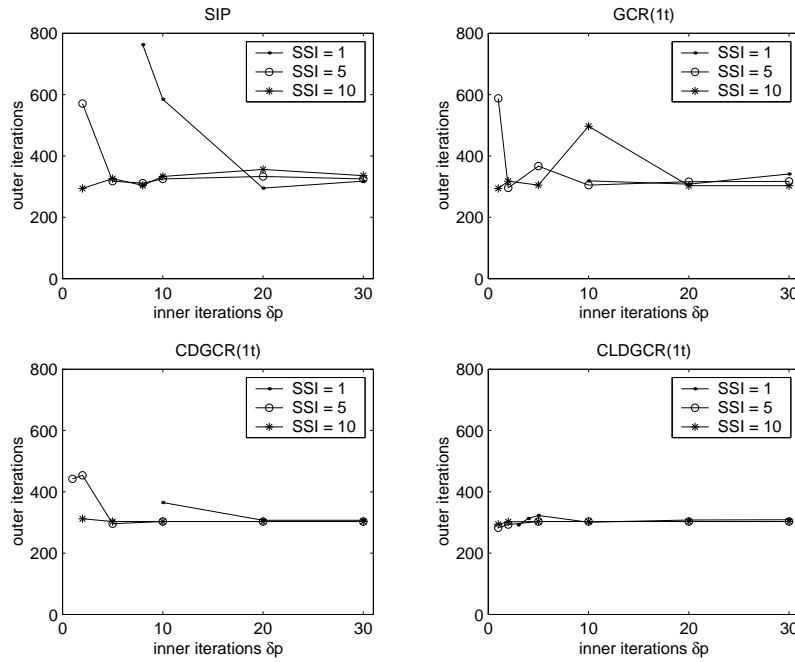 SIP
800
600
400
200
0
outer iterations
0
10
20
30
inner iterations δp
SSI = 1
SSI = 5
SSI = 10
GCR(1t)
800
600
400
200
0
outer iterations
0
10
20
30
inner iterations δp
SSI = 1
SSI = 5
SSI = 10
CDGCR(1t)
800
600
400
200
0
outer iterations
0
10
20
30
inner iterations δp
SSI = 1
SSI = 5
SSI = 10
CLDGCR(1t)
800
600
400
200
0
outer iterations
0
10
20
30
inner iterations δp
SSI = 1
SSI = 5
SSI = 10